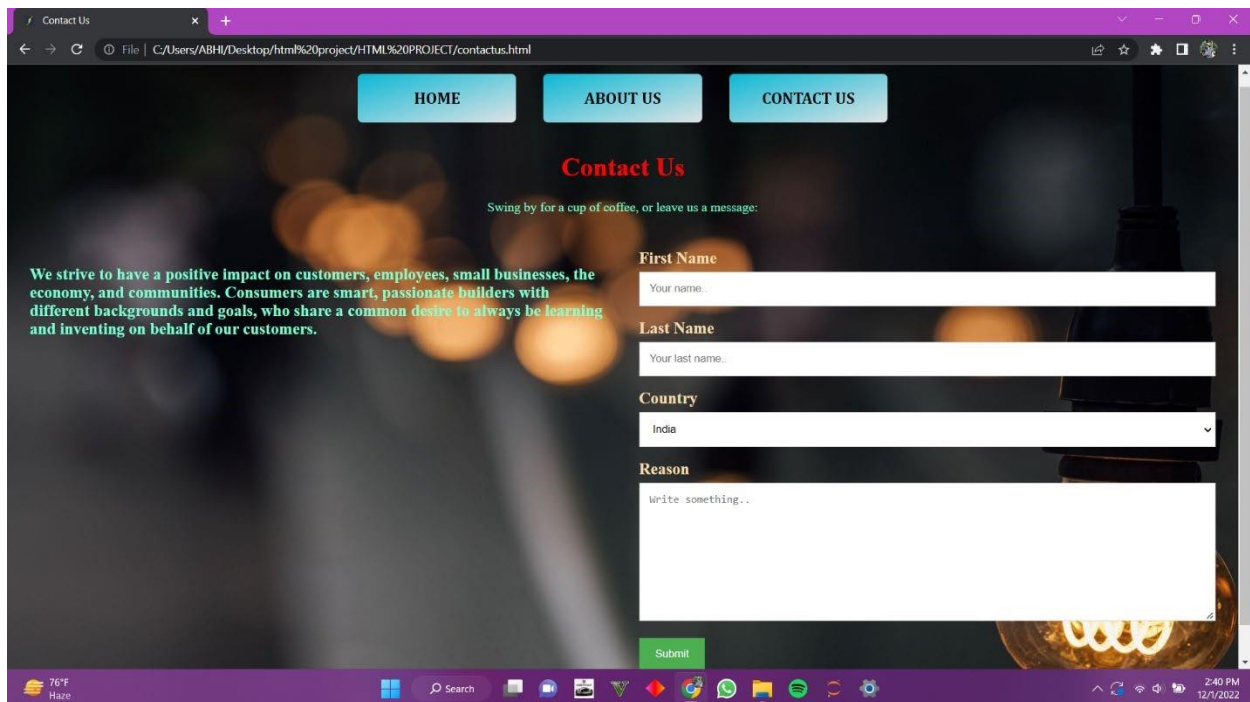 Contact Us
File | C:/Users/ABHI/Desktop/html%20project/HTML%20PROJECT/contactus.html
HOME
ABOUT US
CONTACT US
Contact Us
Swing by for a cup of coffee, or leave us a message:
We strive to have a positive impact on customers, employees, small businesses, the
economy, and communities. Consumers are smart, passionate builders with
different backgrounds and goals, who share a common desire to always be learning
and inventing on behalf of our customers.
First Name
Your name..
Last Name
Your last name..
Country
India
Reason
Write something..
Submit
76°F
Haze
Search
2:40 PM
12/1/2022